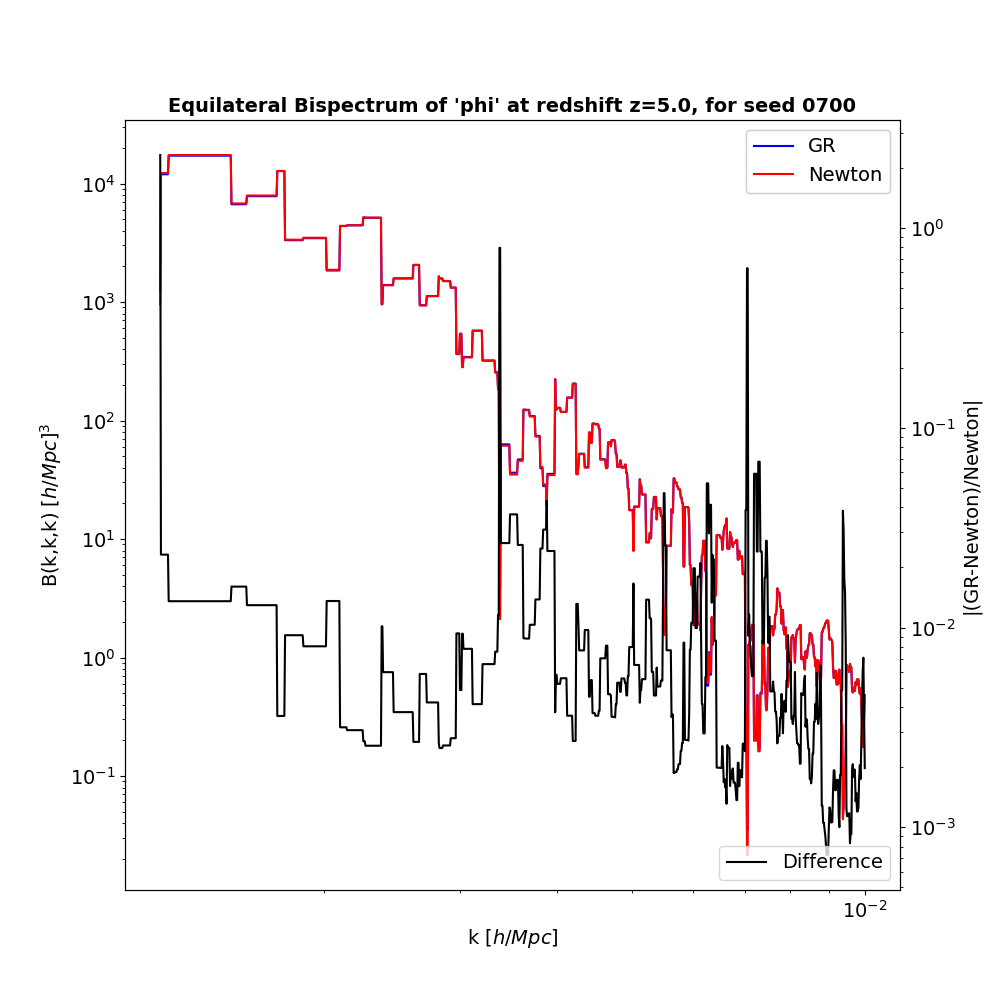 Equilateral Bispectrum of 'phi' at redshift z=5.0, for seed 0700
GR
Newton
10⁴
10³
10²
10¹
10⁰
10⁻¹
B(k,k,k) [h/Mpc]³
10⁰
10⁻¹
10⁻²
10⁻³
|(GR-Newton)/Newton|
Difference
10⁻²
k [h/Mpc]